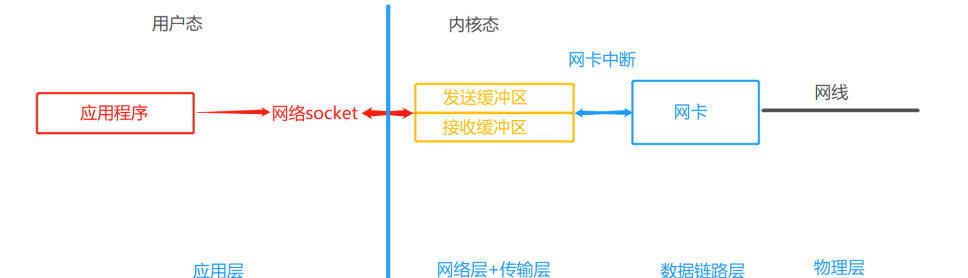 用户态
内核态
网卡中断
应用程序
网络socket
发送缓冲区
接收缓冲区
网卡
网线
应用层
网络层+传输层
数据链路层
物理层